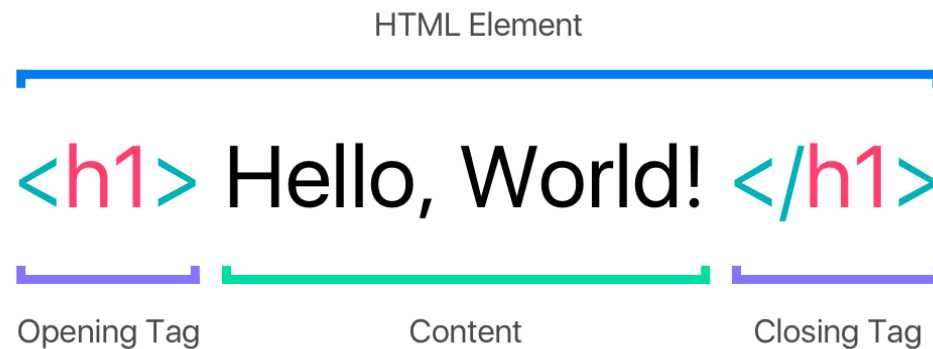 HTML Element
<h1> Hello, World! </h1>
Opening Tag Content Closing Tag